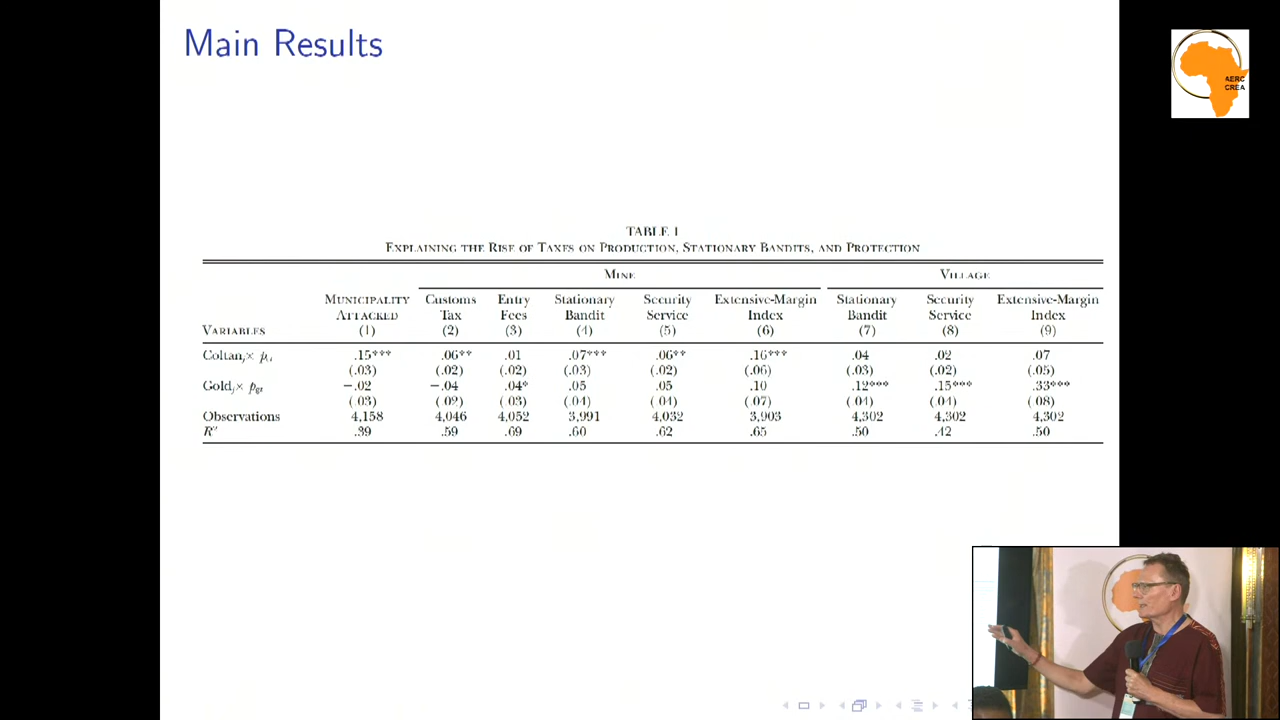 Main Results
AERC
CREA
TABLE 1
EXPLAINING THE RISE OF TAXES ON PRODUCTION, STATIONARY BANDITS, AND PROTECTION
MINE VILLAGE
MUNICIPALITY Customs Entry Stationary Security Extensive-Margin Stationary Security Extensive-Margin
ATTACKED Tax Fees Bandit Service Index Bandit Service Index
VARIABLES (1) (2) (3) (4) (5) (6) (7) (8) (9)
Coltan × .15*** .06** .01 .07*** .06** .16*** .04 .02 .07
(.03) (.02) (.02) (.03) (.02) (.06) (.03) (.02) (.05)
Gold × −.02 −.04 .04* .05 .05 .10 .12*** .15*** .33***
(.03) (.02) (.03) (.04) (.04) (.07) (.04) (.04) (.08)
Observations 4,158 4,046 4,052 3,991 4,032 3,903 4,302 4,302 4,302
.39 .59 .69 .60 .62 .65 .50 .42 .50